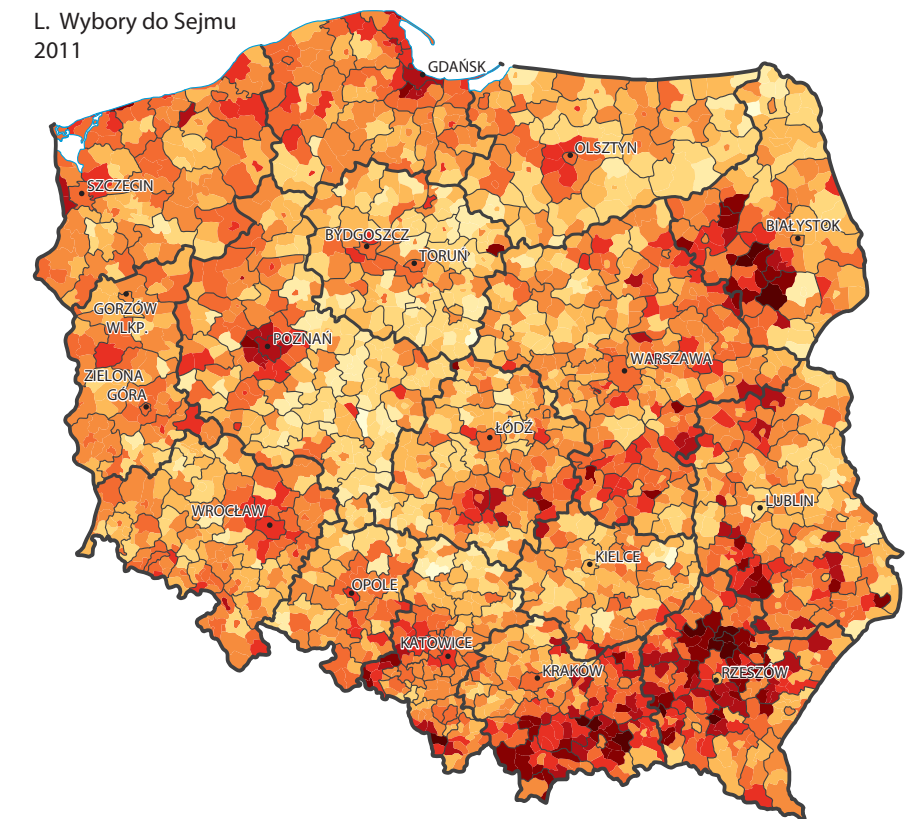 L. Wybory do Sejmu
2011
GDAŃSK
OLSZTYN
SZCZECIN
BIAŁYSTOK
BYDGOSZCZ
TORUŃ
GORZÓW
WLKP.
POZNAŃ
WARSZAWA
ZIELONA
GÓRA
ŁÓDŹ
WROCŁAW
LUBLIN
KIELCE
OPOLE
KATOWICE
KRAKÓW
RZESZÓW